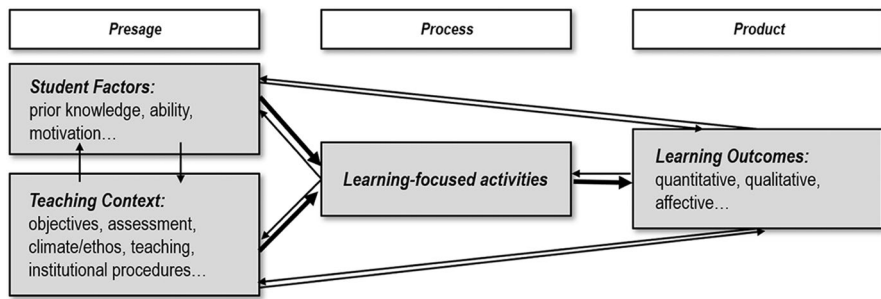 Presage
Process
Product
Student Factors:
prior knowledge, ability,
motivation…
Teaching Context:
objectives, assessment,
climate/ethos, teaching,
institutional procedures…
Learning-focused activities
Learning Outcomes:
quantitative, qualitative,
affective…